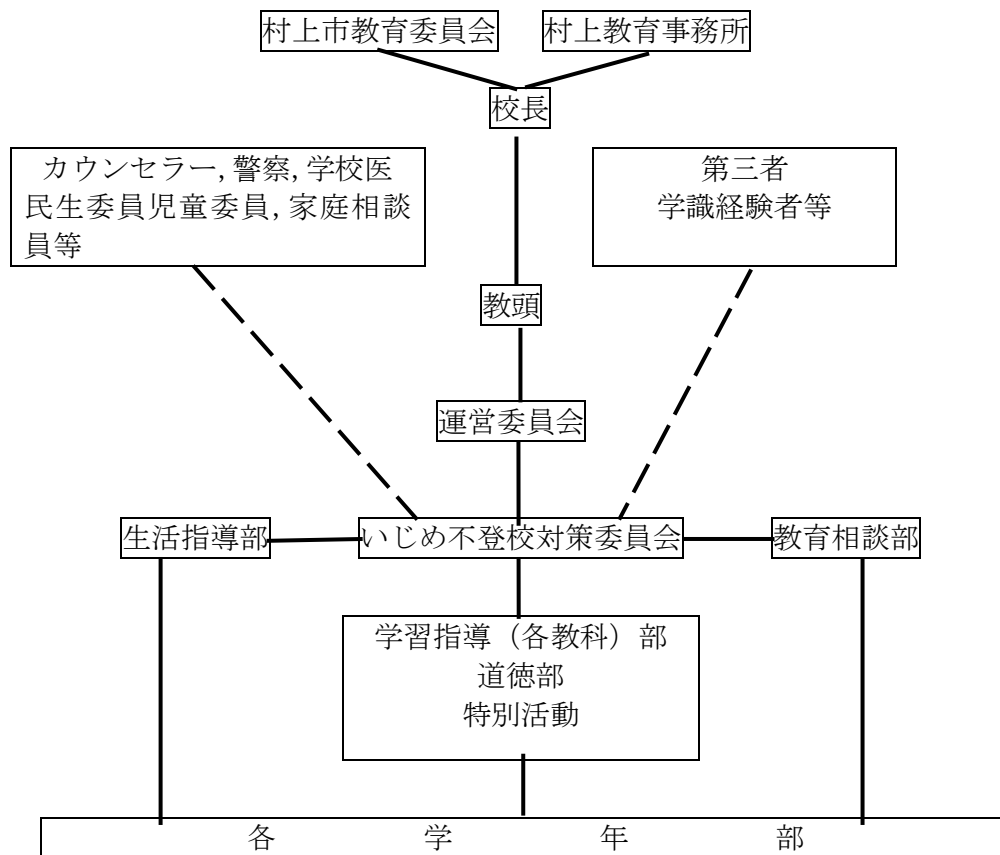 村上市教育委員会
村上教育事務所
校長
カウンセラー,警察,学校医
民生委員児童委員,家庭相談
員等
第三者
学識経験者等
教頭
運営委員会
生活指導部
いじめ不登校対策委員会
教育相談部
学習指導（各教科）部
道徳部
特別活動
各学年部